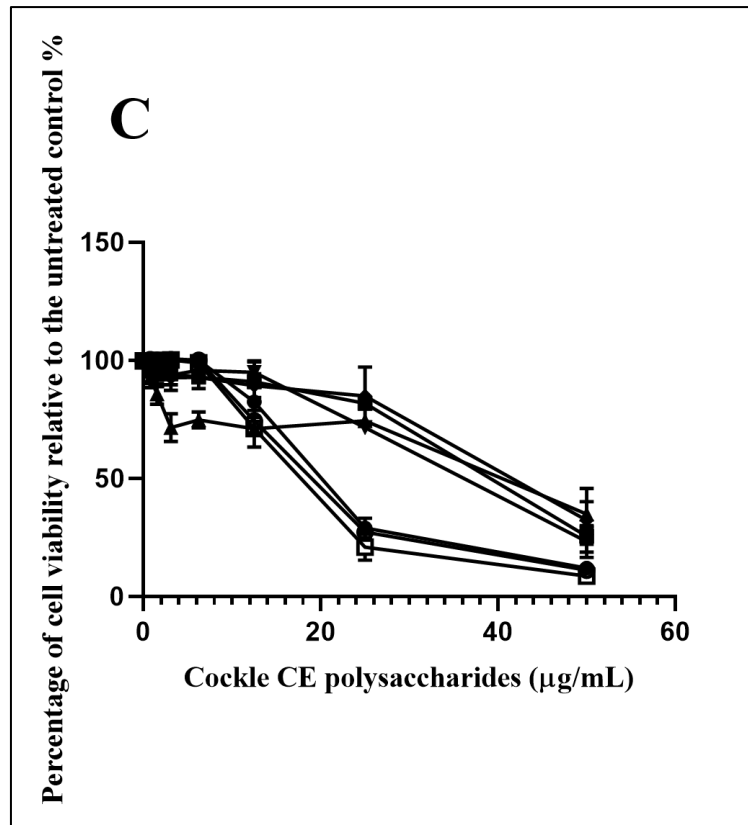 Percentage of cell viability relative to the untreated control %
C
150
100
50
0
0 20 40 60
Cockle CE polysaccharides (μg/mL)